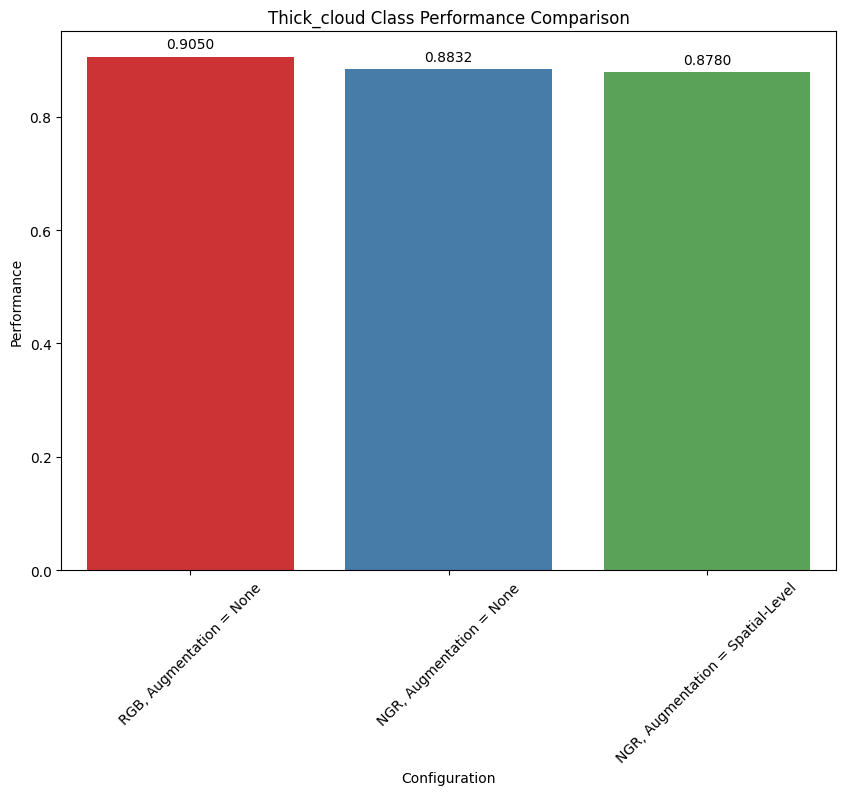 Thick_cloud Class Performance Comparison
0.9050
0.8832
0.8780
Performance
0.8
0.6
0.4
0.2
0.0
RGB, Augmentation = None
NGR, Augmentation = None
NGR, Augmentation = Spatial-Level
Configuration